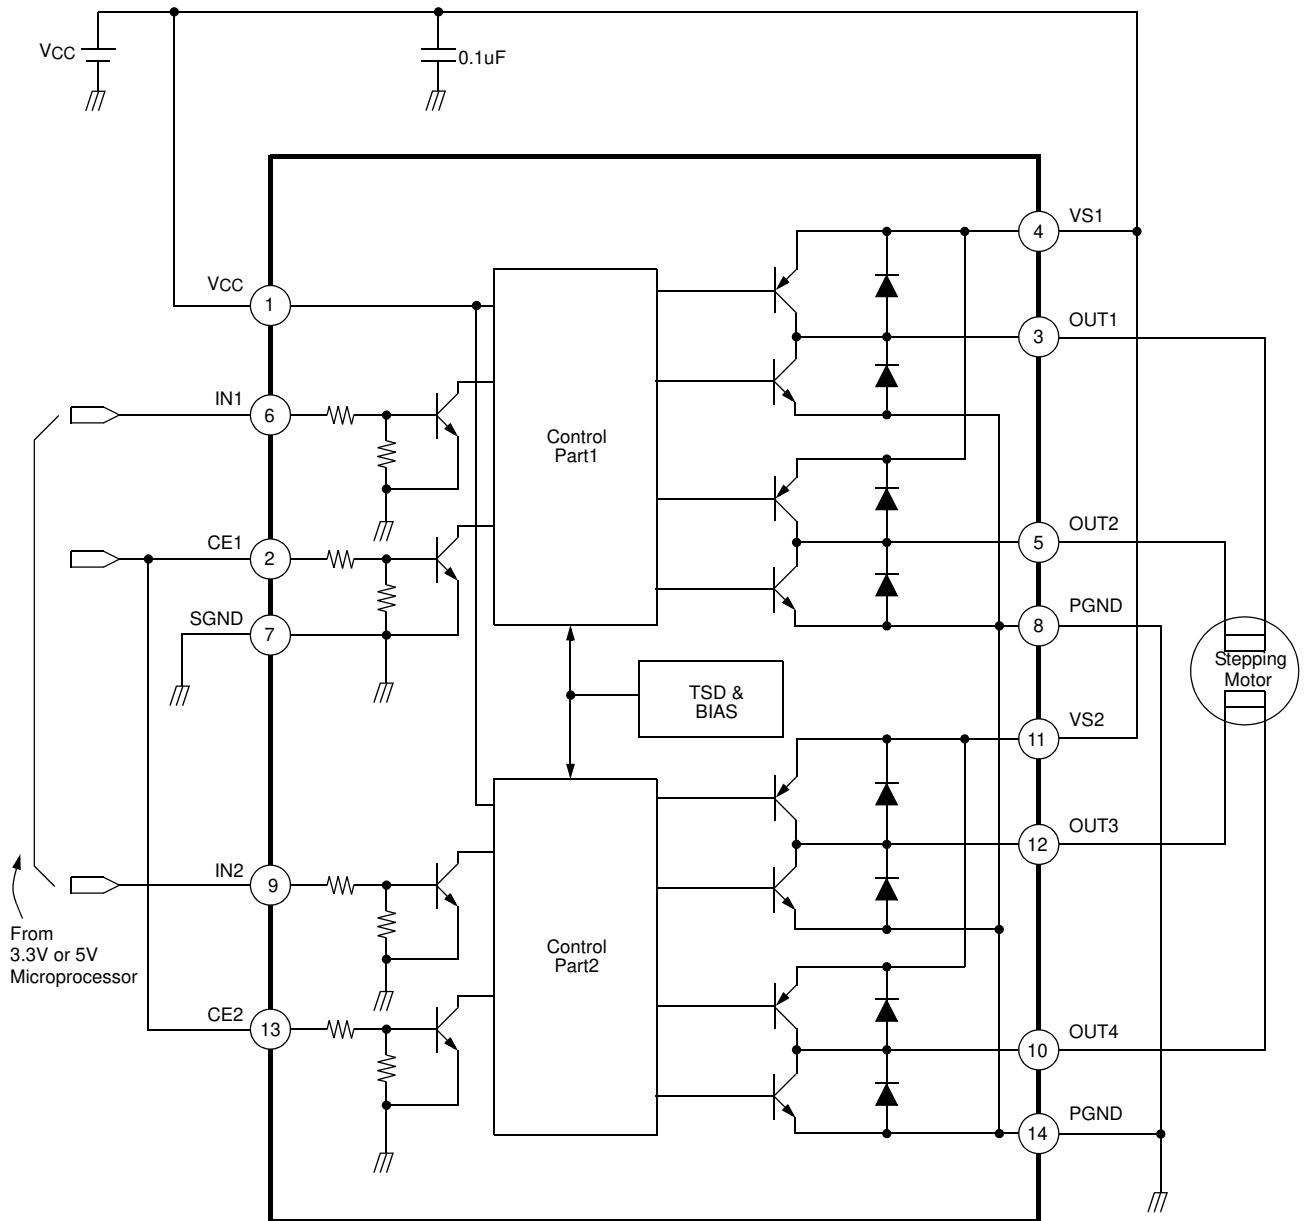 VCC
0.1uF
VS1
4
VCC
1
OUT1
3
IN1
6
Control
Part1
CE1
2
OUT2
5
SGND
7
PGND
8
Stepping
Motor
TSD &
BIAS
VS2
11
OUT3
12
IN2
9
From
3.3V or 5V
Microprocessor
Control
Part2
CE2
13
OUT4
10
PGND
14